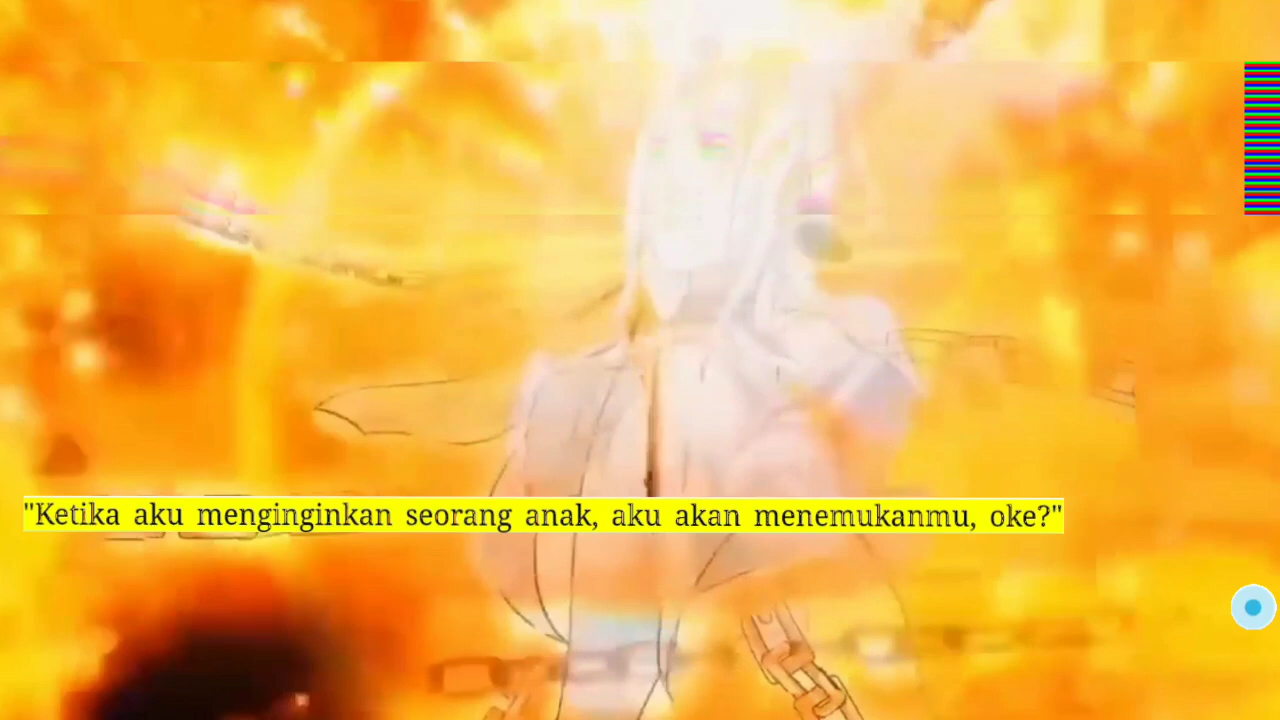 "Ketika aku menginginkan seorang anak, aku akan menemukanmu, oke?"